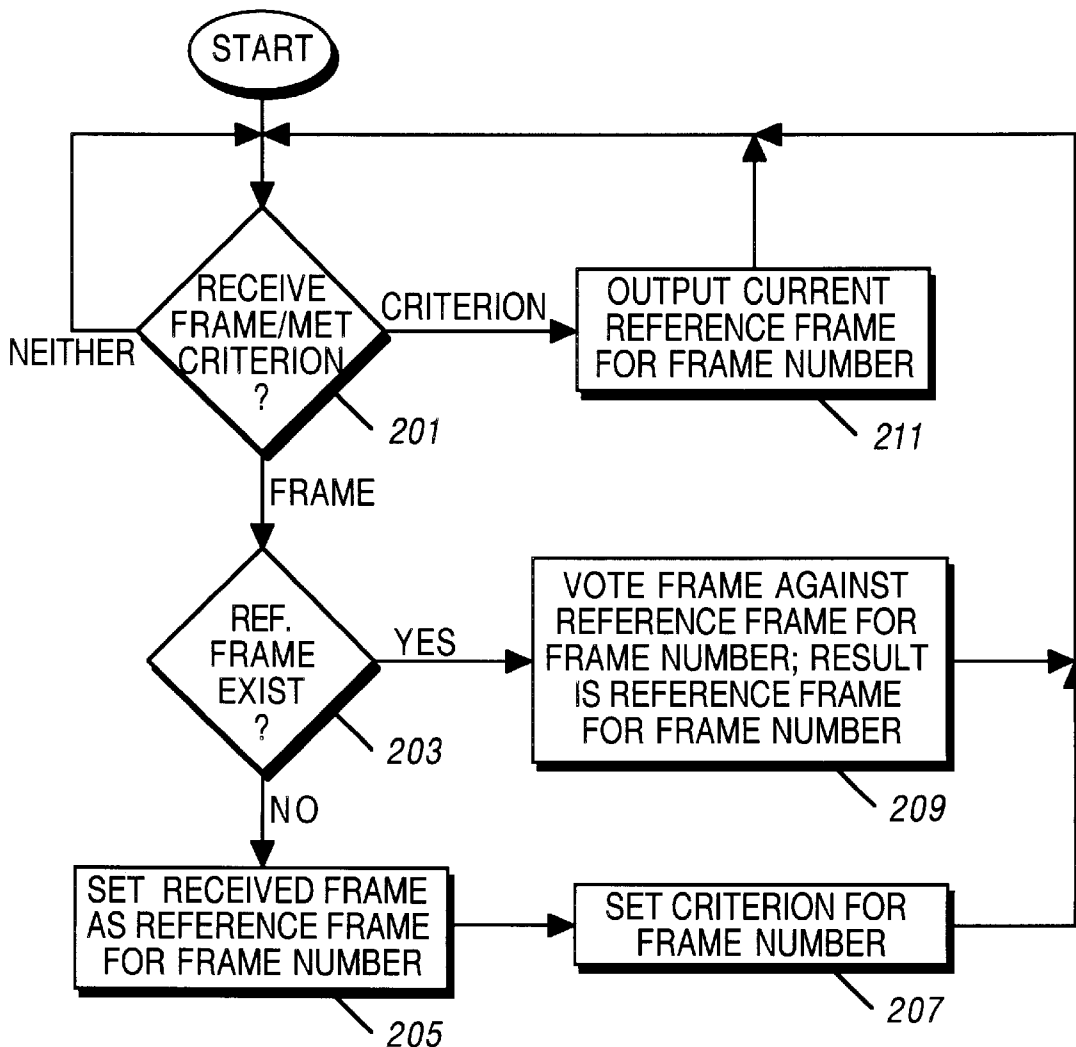 START
RECEIVE
FRAME/MET
CRITERION
?
NEITHER
CRITERION
201
OUTPUT CURRENT
REFERENCE FRAME
FOR FRAME NUMBER
211
FRAME
REF.
FRAME
EXIST
?
YES
203
VOTE FRAME AGAINST
REFERENCE FRAME FOR
FRAME NUMBER; RESULT
IS REFERENCE FRAME
FOR FRAME NUMBER
209
NO
SET RECEIVED FRAME
AS REFERENCE FRAME
FOR FRAME NUMBER
205
SET CRITERION FOR
FRAME NUMBER
207